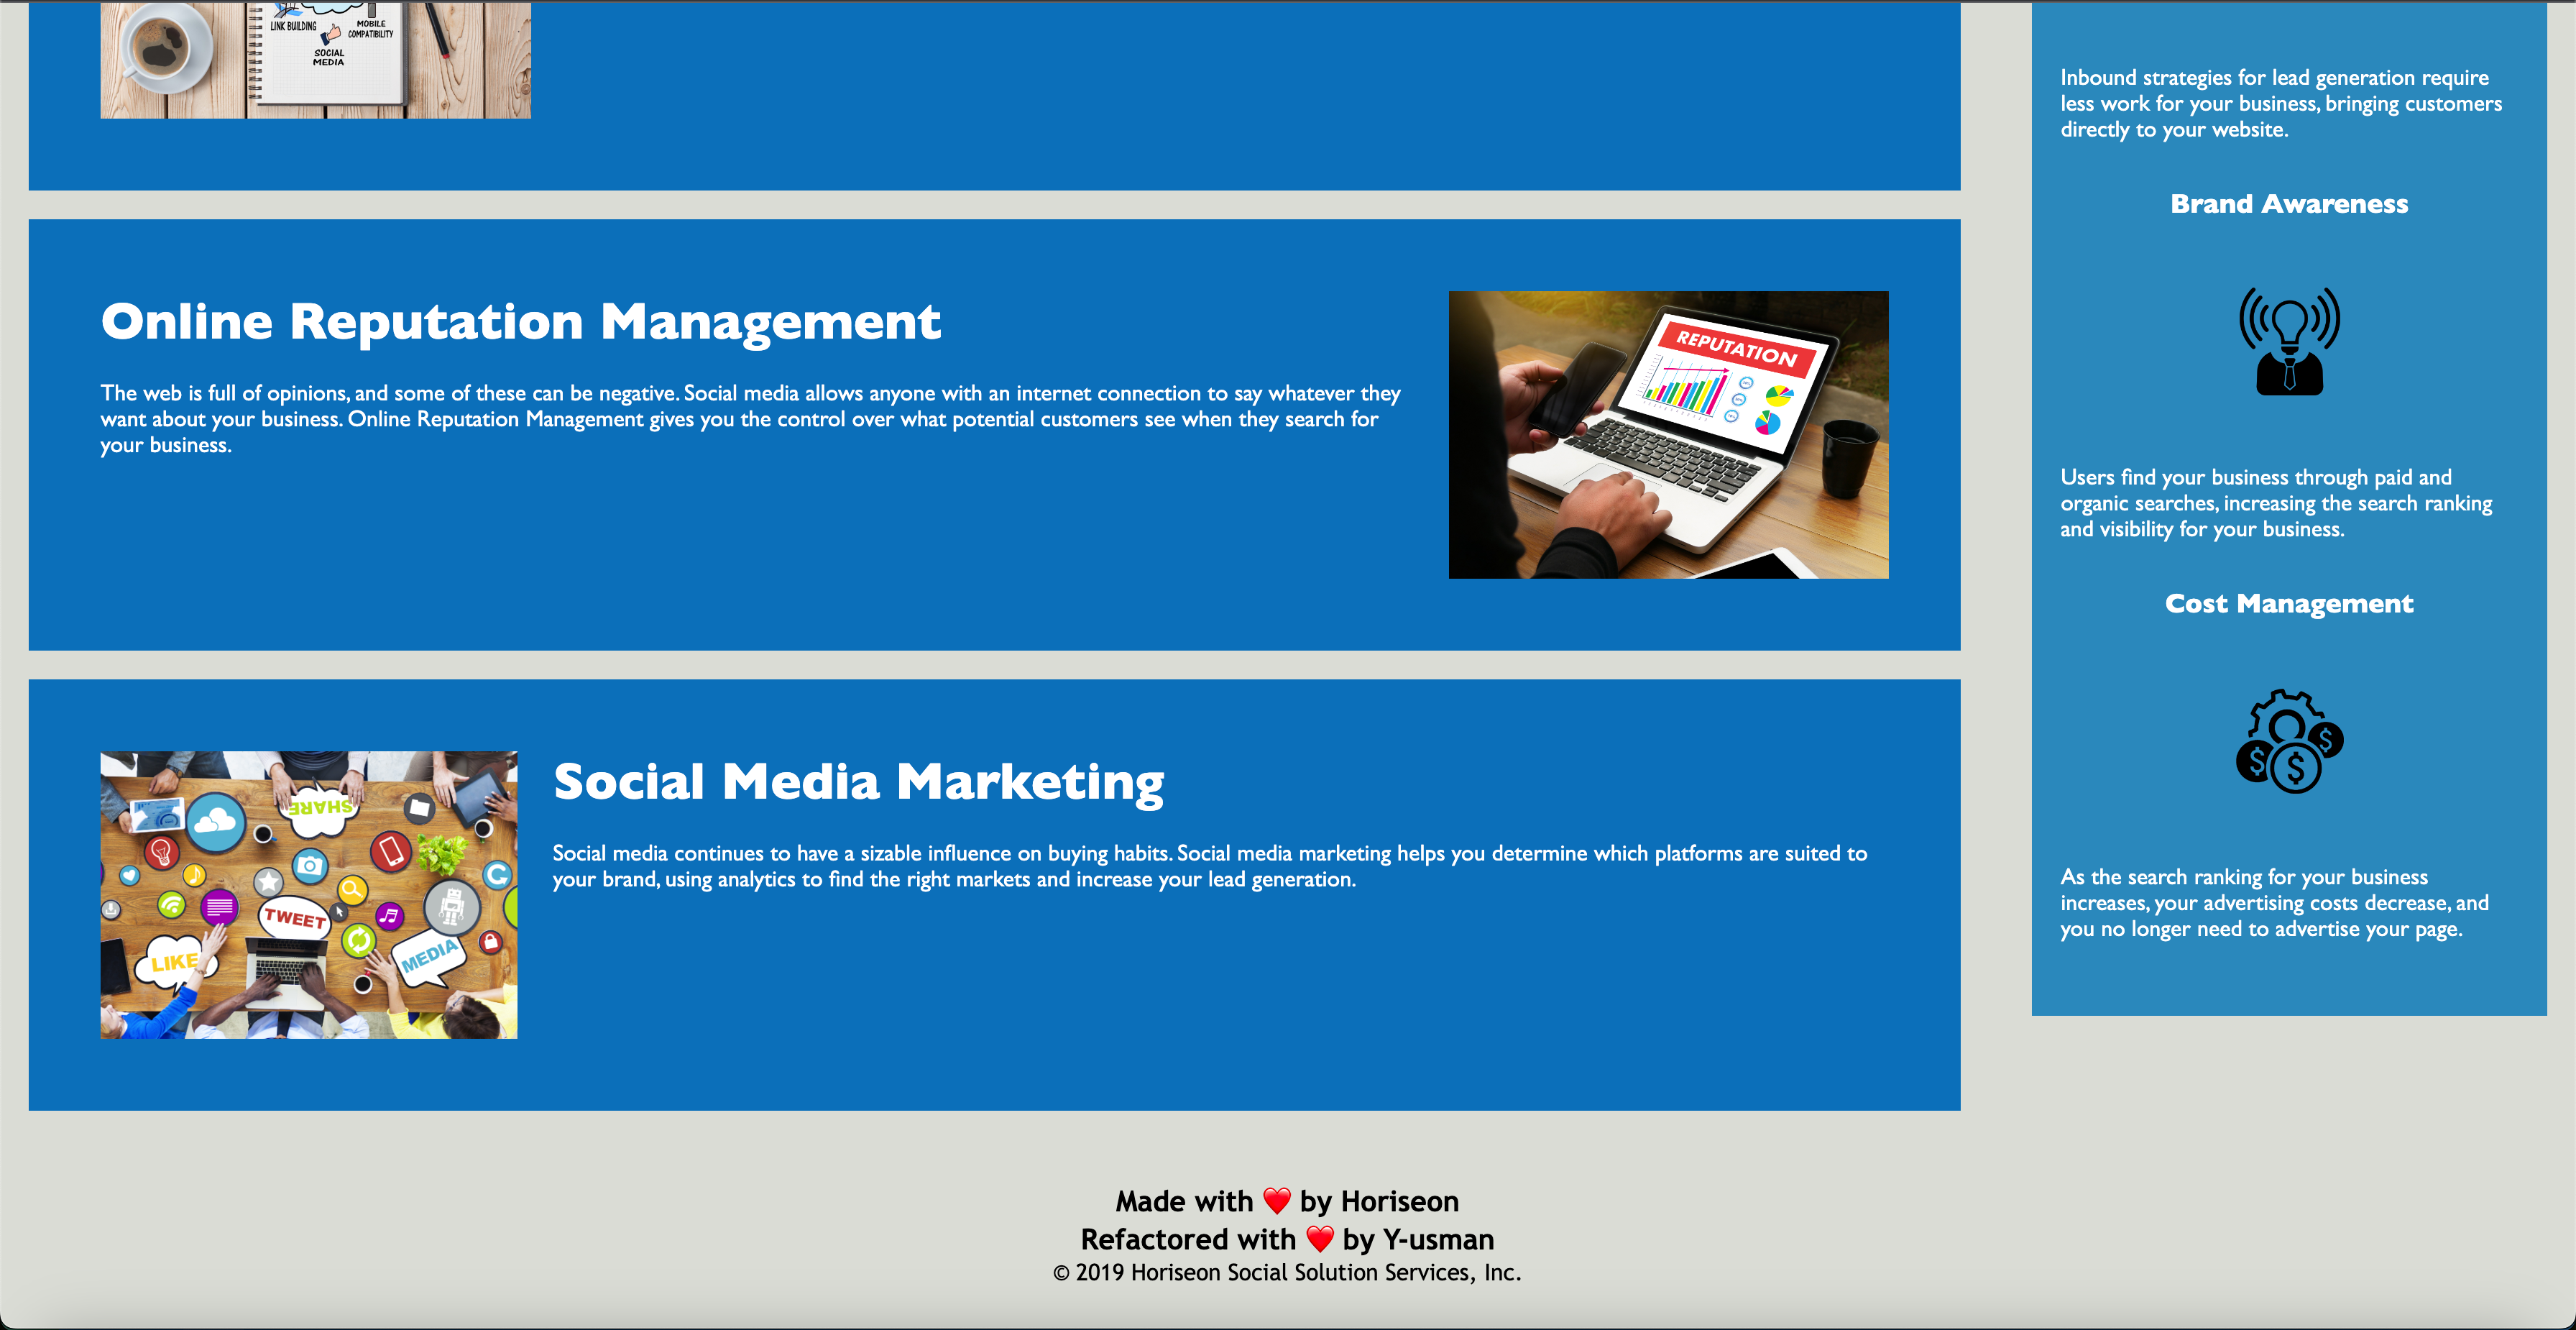 LINK BUILDING
MOBILE
COMPATIBILITY
SOCIAL
MEDIA
Online Reputation Management
The web is full of opinions, and some of these can be negative. Social media allows anyone with an internet connection to say whatever they
want about your business. Online Reputation Management gives you the control over what potential customers see when they search for
your business.
REPUTATION
SHARE
TWEET
LIKE
MEDIA
Social Media Marketing
Social media continues to have a sizable influence on buying habits. Social media marketing helps you determine which platforms are suited to
your brand, using analytics to find the right markets and increase your lead generation.
Inbound strategies for lead generation require
less work for your business, bringing customers
directly to your website.
Brand Awareness
Users find your business through paid and
organic searches, increasing the search ranking
and visibility for your business.
Cost Management
$ $ $
As the search ranking for your business
increases, your advertising costs decrease, and
you no longer need to advertise your page.
Made with ❤️ by Horiseon
Refactored with ❤️ by Y-usman
© 2019 Horiseon Social Solution Services, Inc.